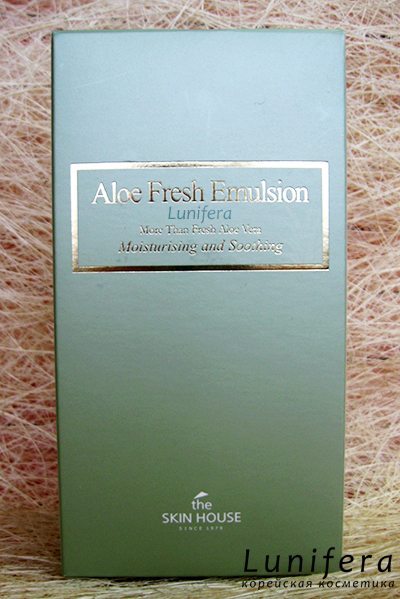 Aloe Fresh Emulsion
Lunifera
More Than Fresh Aloe Vera
Moisturising and Soothing
the
SKIN HOUSE
SINCE 1978
Lunifera
корейская косметика